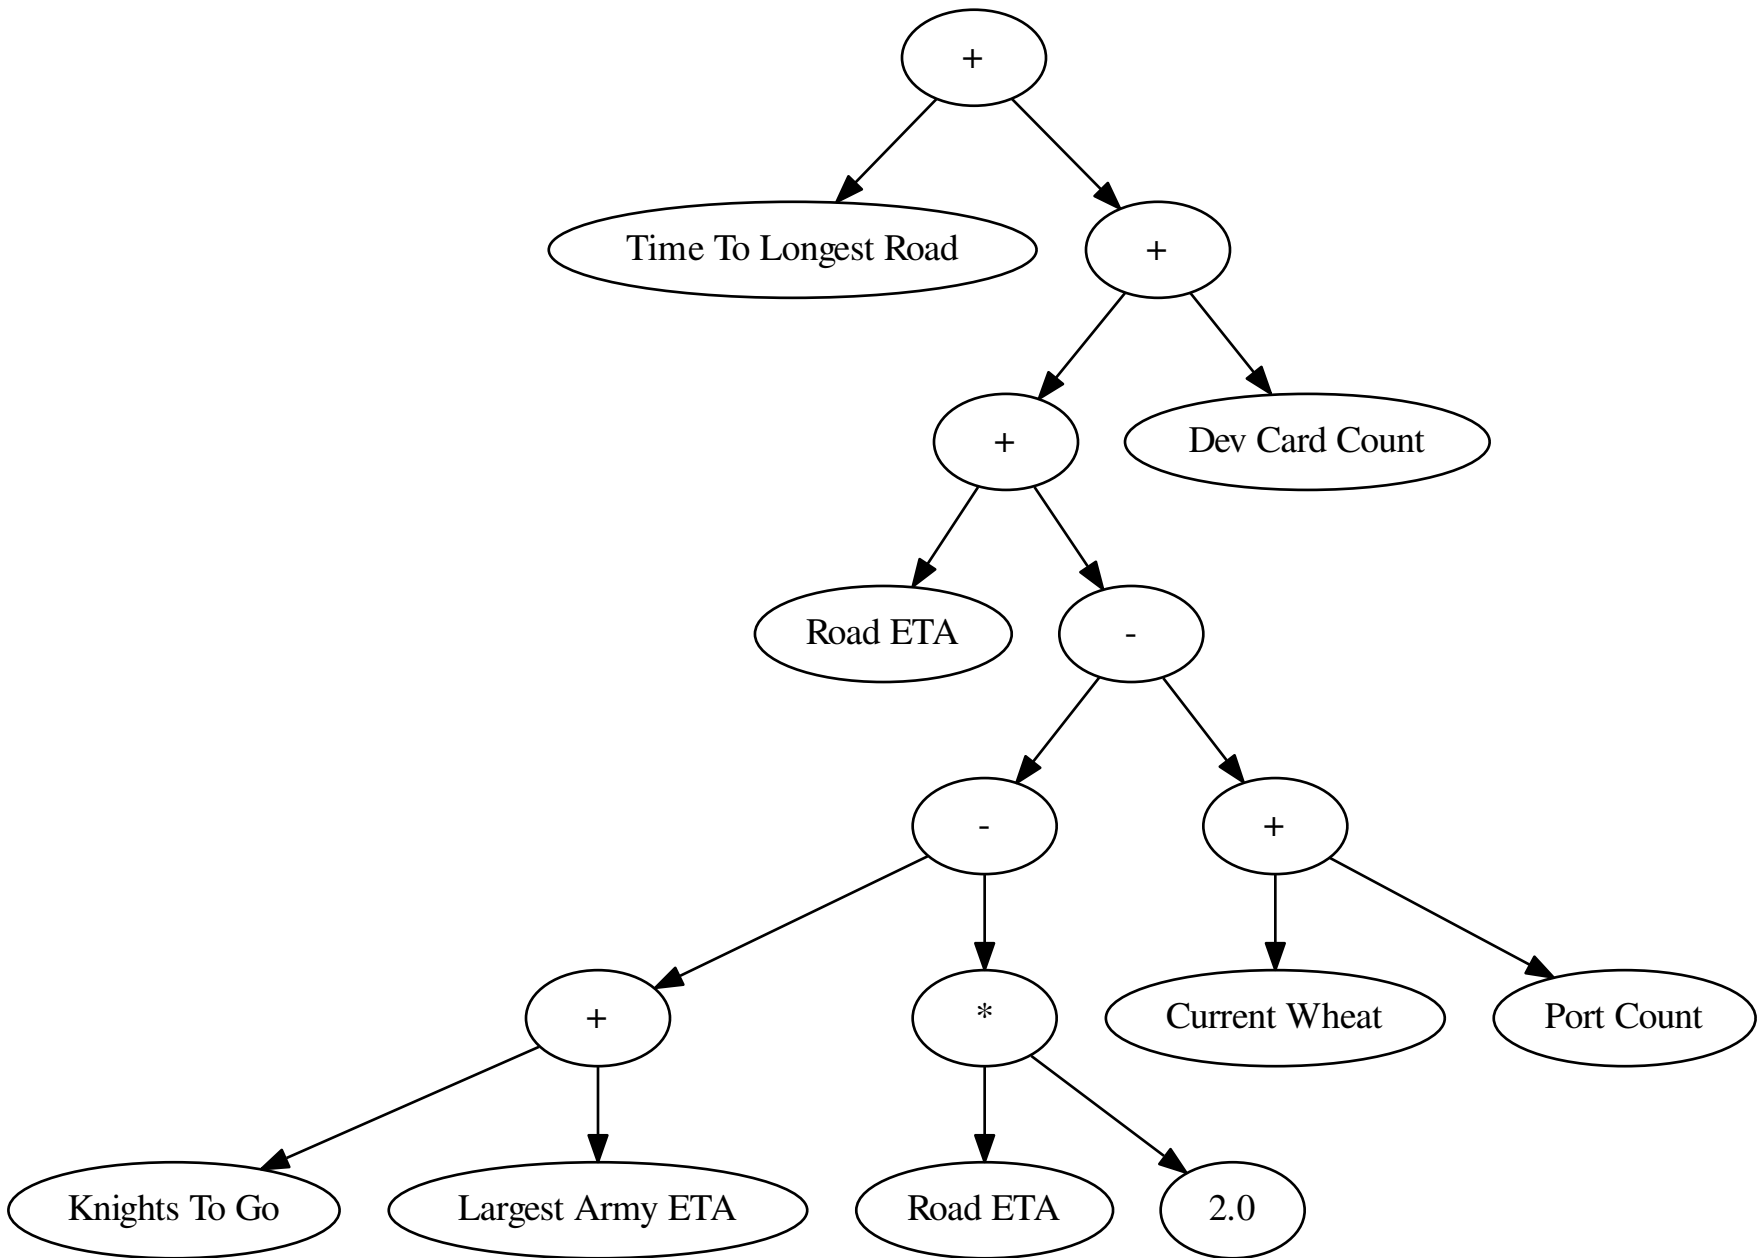 +
Time To Longest Road
+
+
Dev Card Count
Road ETA
-
-
+
+
*
Current Wheat
Port Count
Knights To Go
Largest Army ETA
Road ETA
2.0